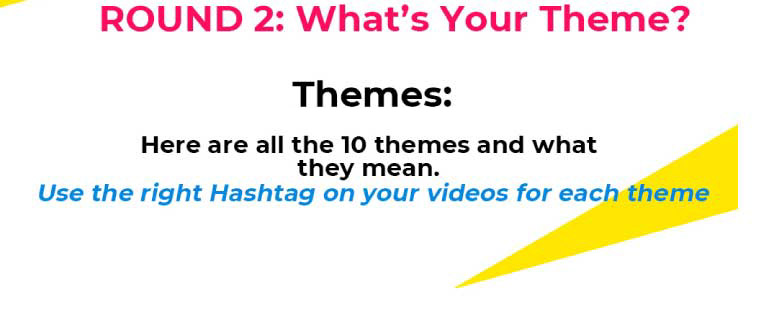 ROUND 2: What’s Your Theme?
Themes:
Here are all the 10 themes and what
they mean.
Use the right Hashtag on your videos for each theme